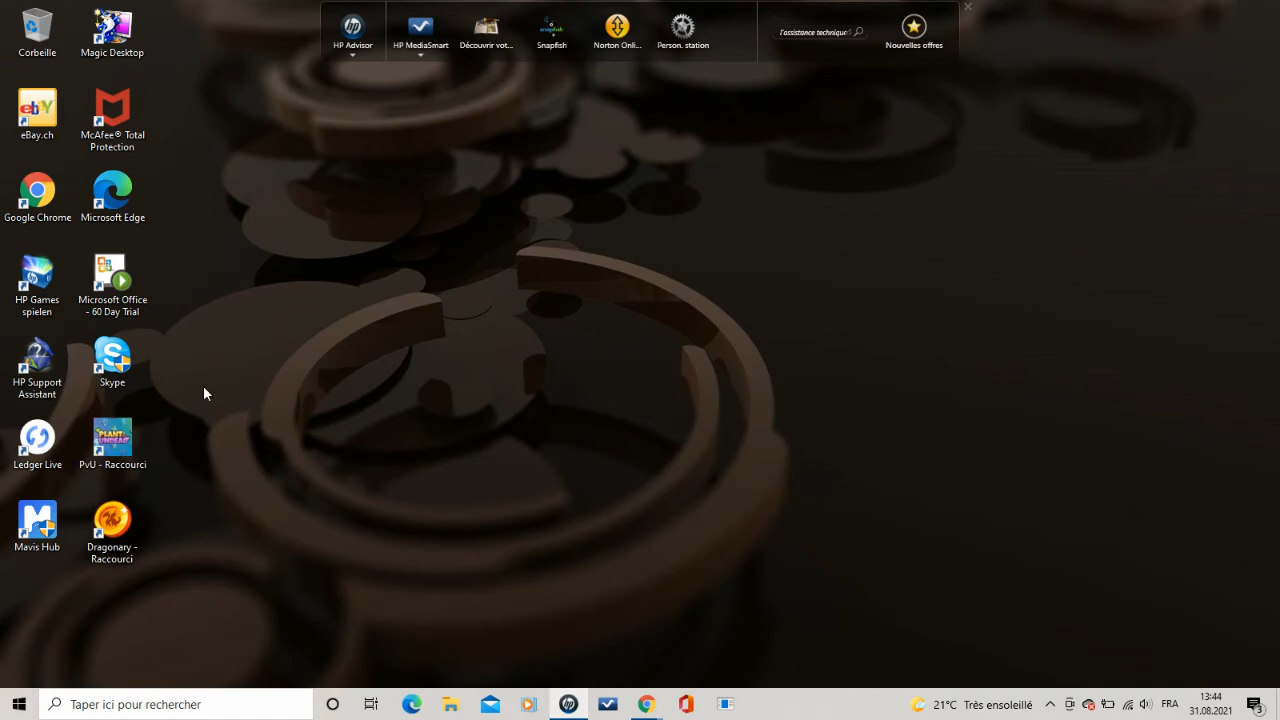 HP Advisor
HP MediaSmart
Découvrir vot...
Snapfish
Norton Onli...
Person. station
l'assistance technique
Nouvelles offres
Corbeille
Magic Desktop
eBay.ch
McAfee® Total
Protection
Google Chrome
Microsoft Edge
HP Games
spielen
Microsoft Office
- 60 Day Trial
HP Support
Assistant
Skype
Ledger Live
PvU - Raccourci
Mavis Hub
Dragonary -
Raccourci
Taper ici pour rechercher
21°C Très ensoleillé
FRA
13:44
31.08.2021
3